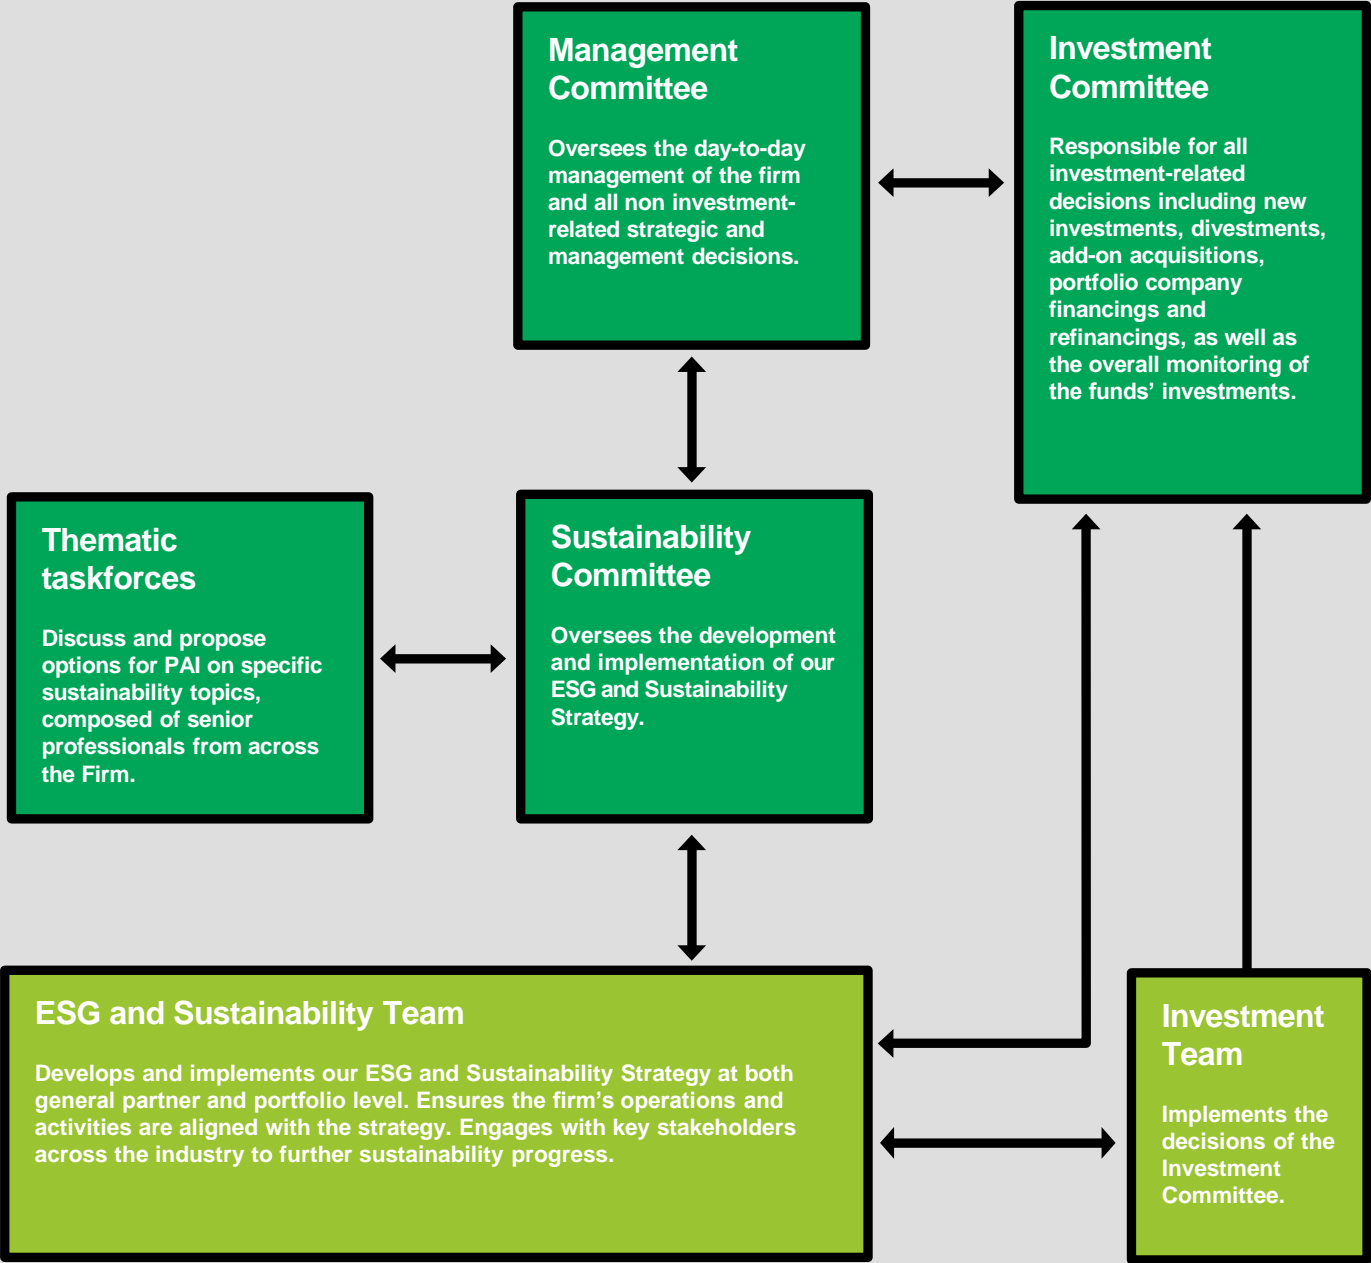 Management
Committee
Oversees the day-to-day
management of the firm
and all non investment-
related strategic and
management decisions.
Investment
Committee
Responsible for all
investment-related
decisions including new
investments, divestments,
add-on acquisitions,
portfolio company
financings and
refinancings, as well as
the overall monitoring of
the funds’ investments.
Thematic
taskforces
Discuss and propose
options for PAI on specific
sustainability topics,
composed of senior
professionals from across
the Firm.
Sustainability
Committee
Oversees the development
and implementation of our
ESG and Sustainability
Strategy.
ESG and Sustainability Team
Develops and implements our ESG and Sustainability Strategy at both
general partner and portfolio level. Ensures the firm’s operations and
activities are aligned with the strategy. Engages with key stakeholders
across the industry to further sustainability progress.
Investment
Team
Implements the
decisions of the
Investment
Committee.